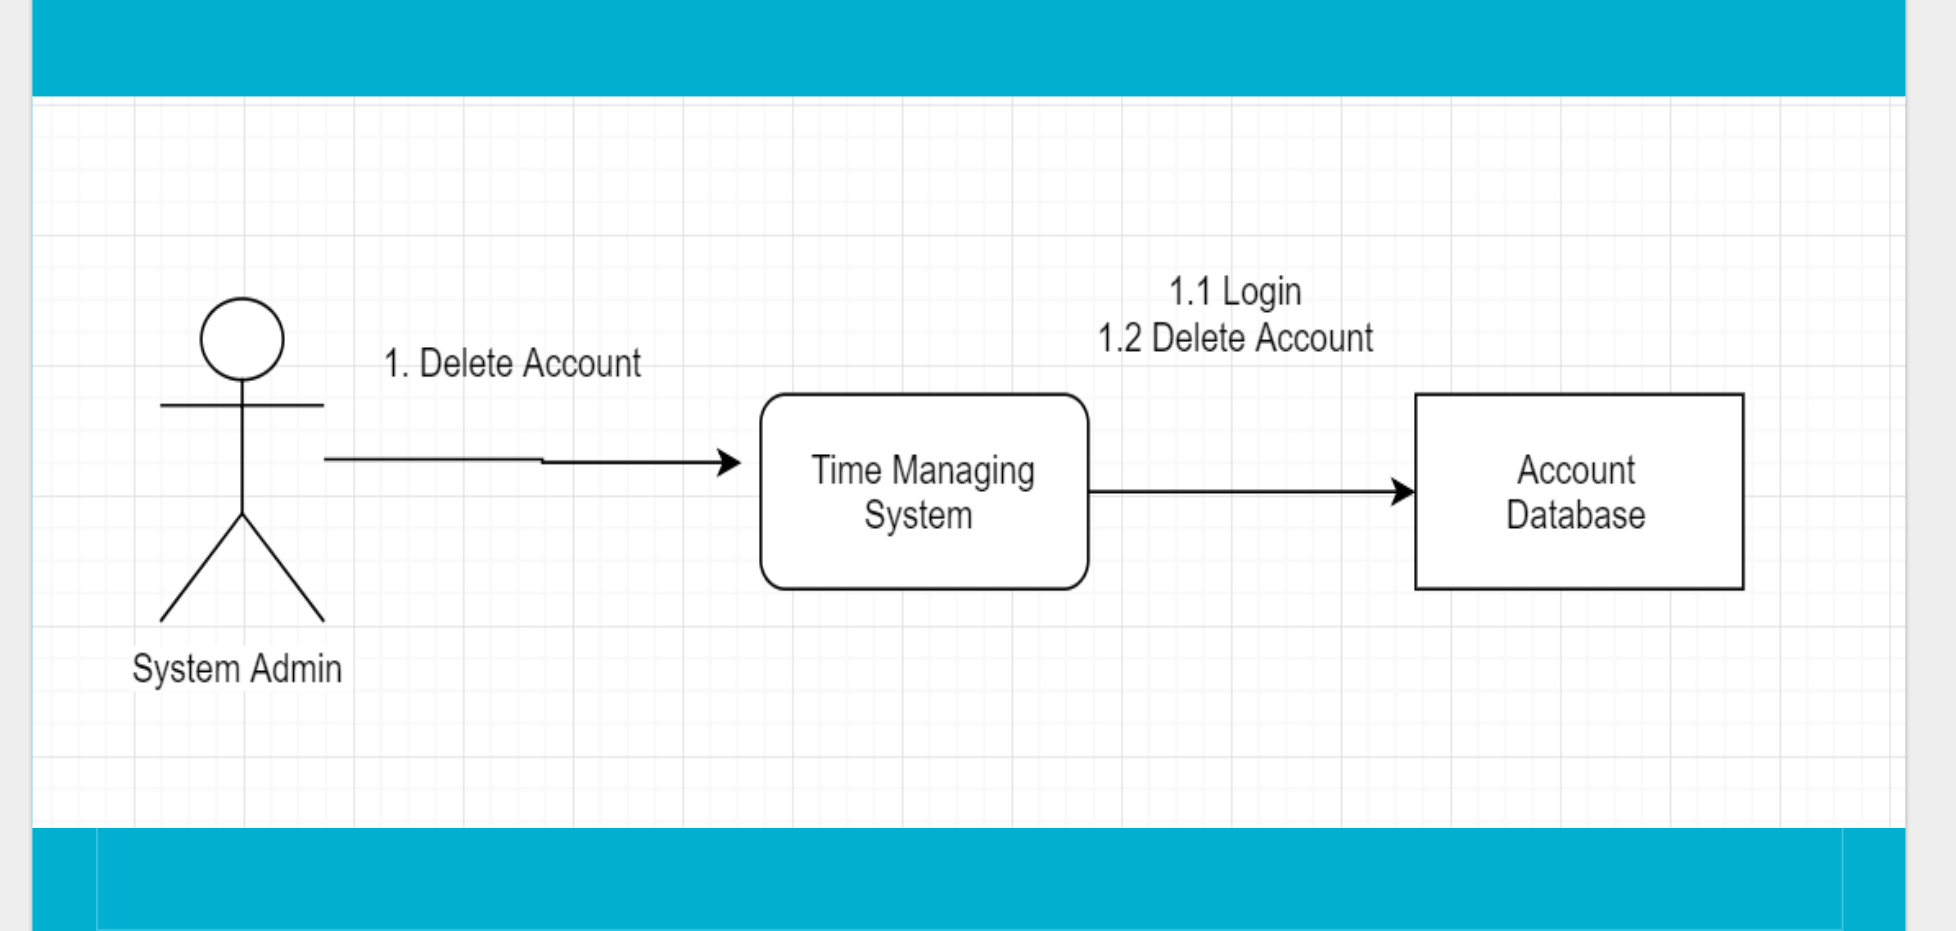 1.1 Login
1.2 Delete Account
1. Delete Account
Time Managing
System
Account
Database
System Admin